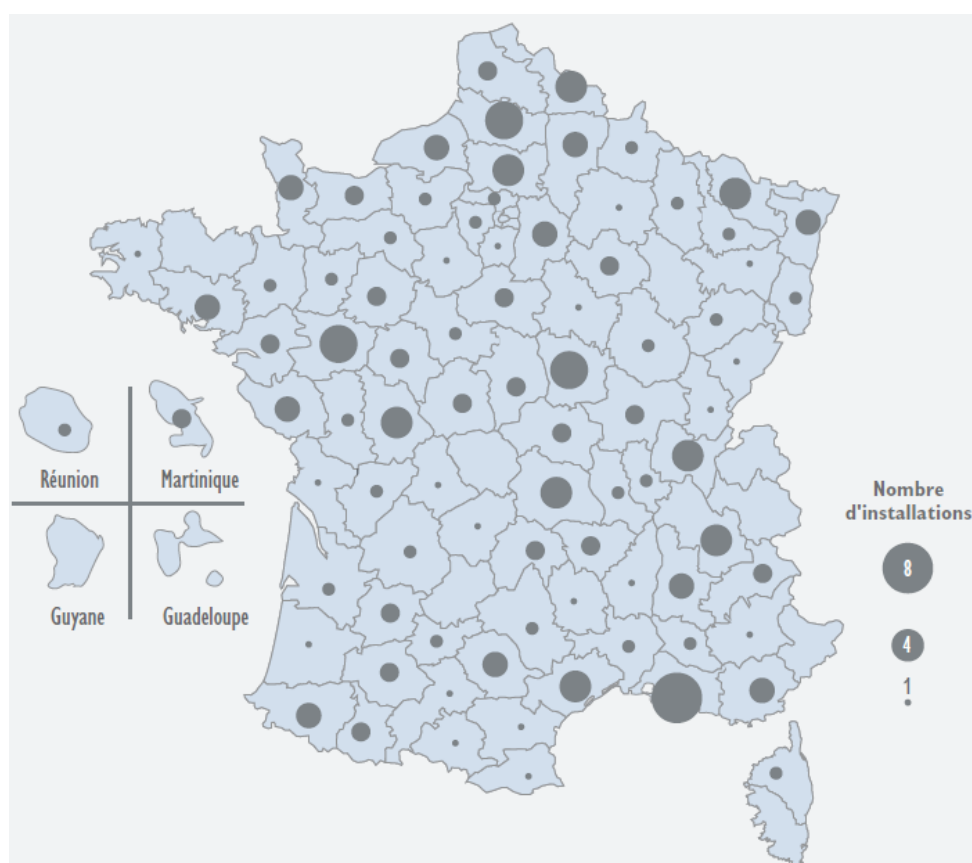 Réunion
Martinique
Guyane
Guadeloupe
Nombre
d'installations
8
4
1